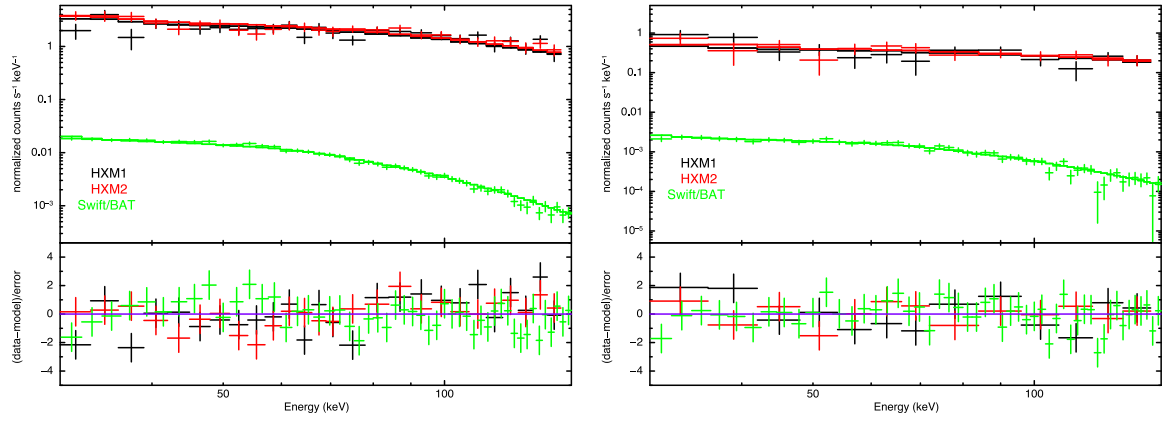 normalized counts s⁻¹ keV⁻¹
1
0.1
0.01
10⁻³
HXM1
HXM2
Swift/BAT
(data−model)/error
4
2
0
−2
−4
50
100
Energy (keV)
normalized counts s⁻¹ keV⁻¹
1
0.1
0.01
10⁻³
10⁻⁴
10⁻⁵
HXM1
HXM2
Swift/BAT
(data−model)/error
4
2
0
−2
−4
50
100
Energy (keV)